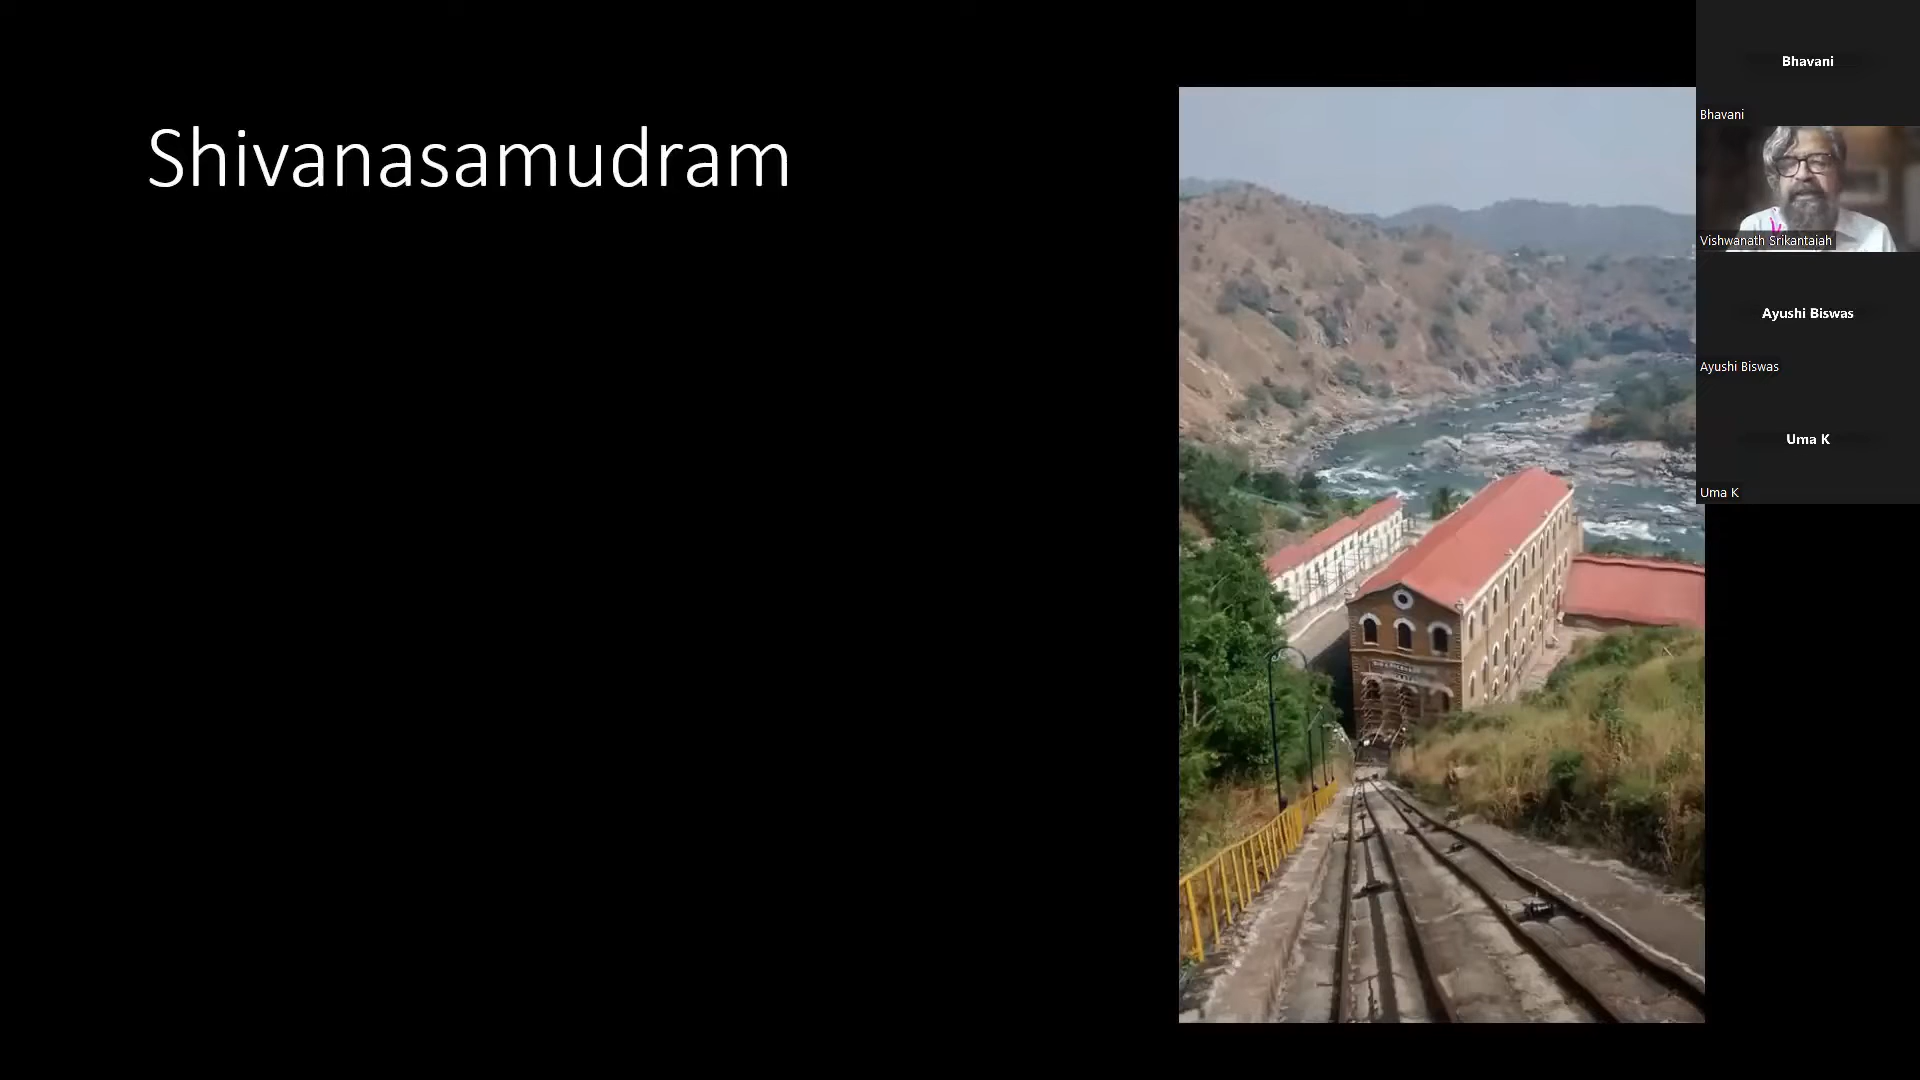 Shivanasamudram
Bhavani
Bhavani
Vishwanath Srikantaiah
Ayushi Biswas
Ayushi Biswas
Uma K
Uma K